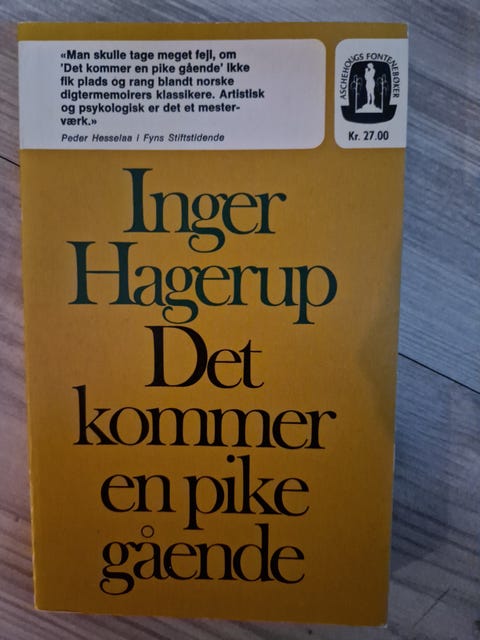 «Man skulle tage meget fejl, om
'Det kommer en pike gående' ikke
fik plads og rang blandt norske
digtermemoirers klassikere. Artistisk
og psykologisk er det et mester-
værk.»
Peder Hesselaa i Fyns Stiftstidende
ASCHEHOUGS FONTENEBØKER
Kr. 27.00
Inger
Hagerup
Det
kommer
en pike
gående